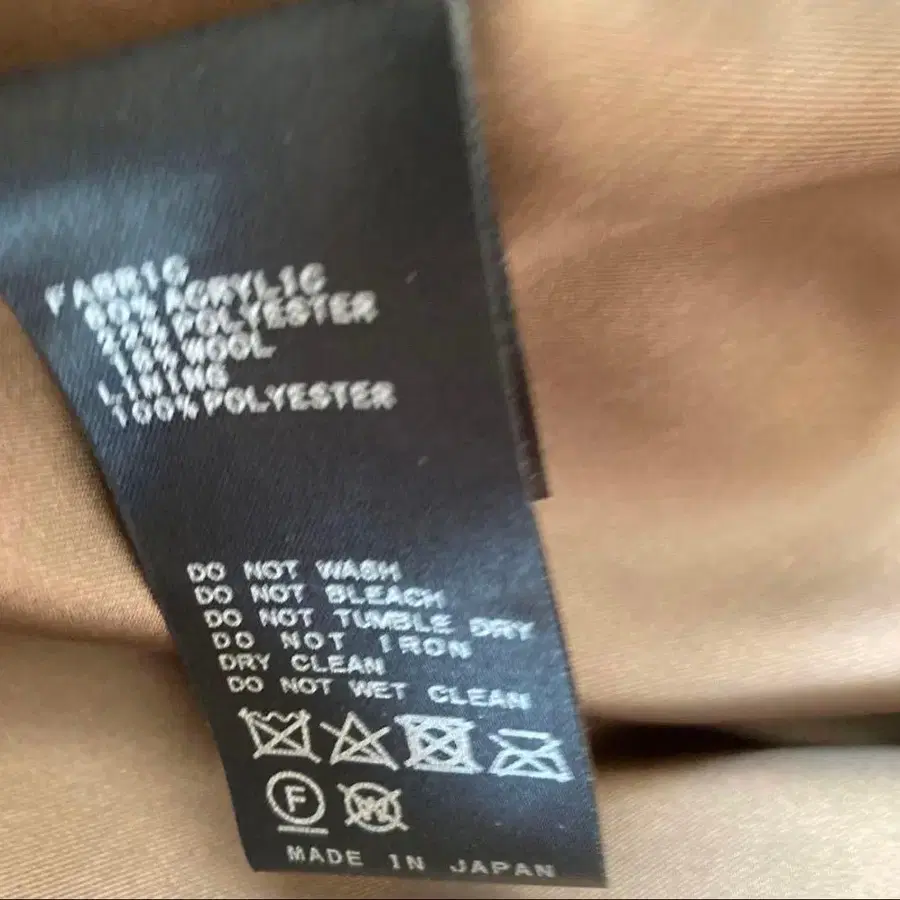 FABRIC
60% ACRYLIC
22% POLYESTER
18% WOOL
LINING
100% POLYESTER
DO NOT WASH
DO NOT BLEACH
DO NOT TUMBLE DRY
DO NOT IRON
DRY CLEAN
DO NOT WET CLEAN
F W
MADE IN JAPAN